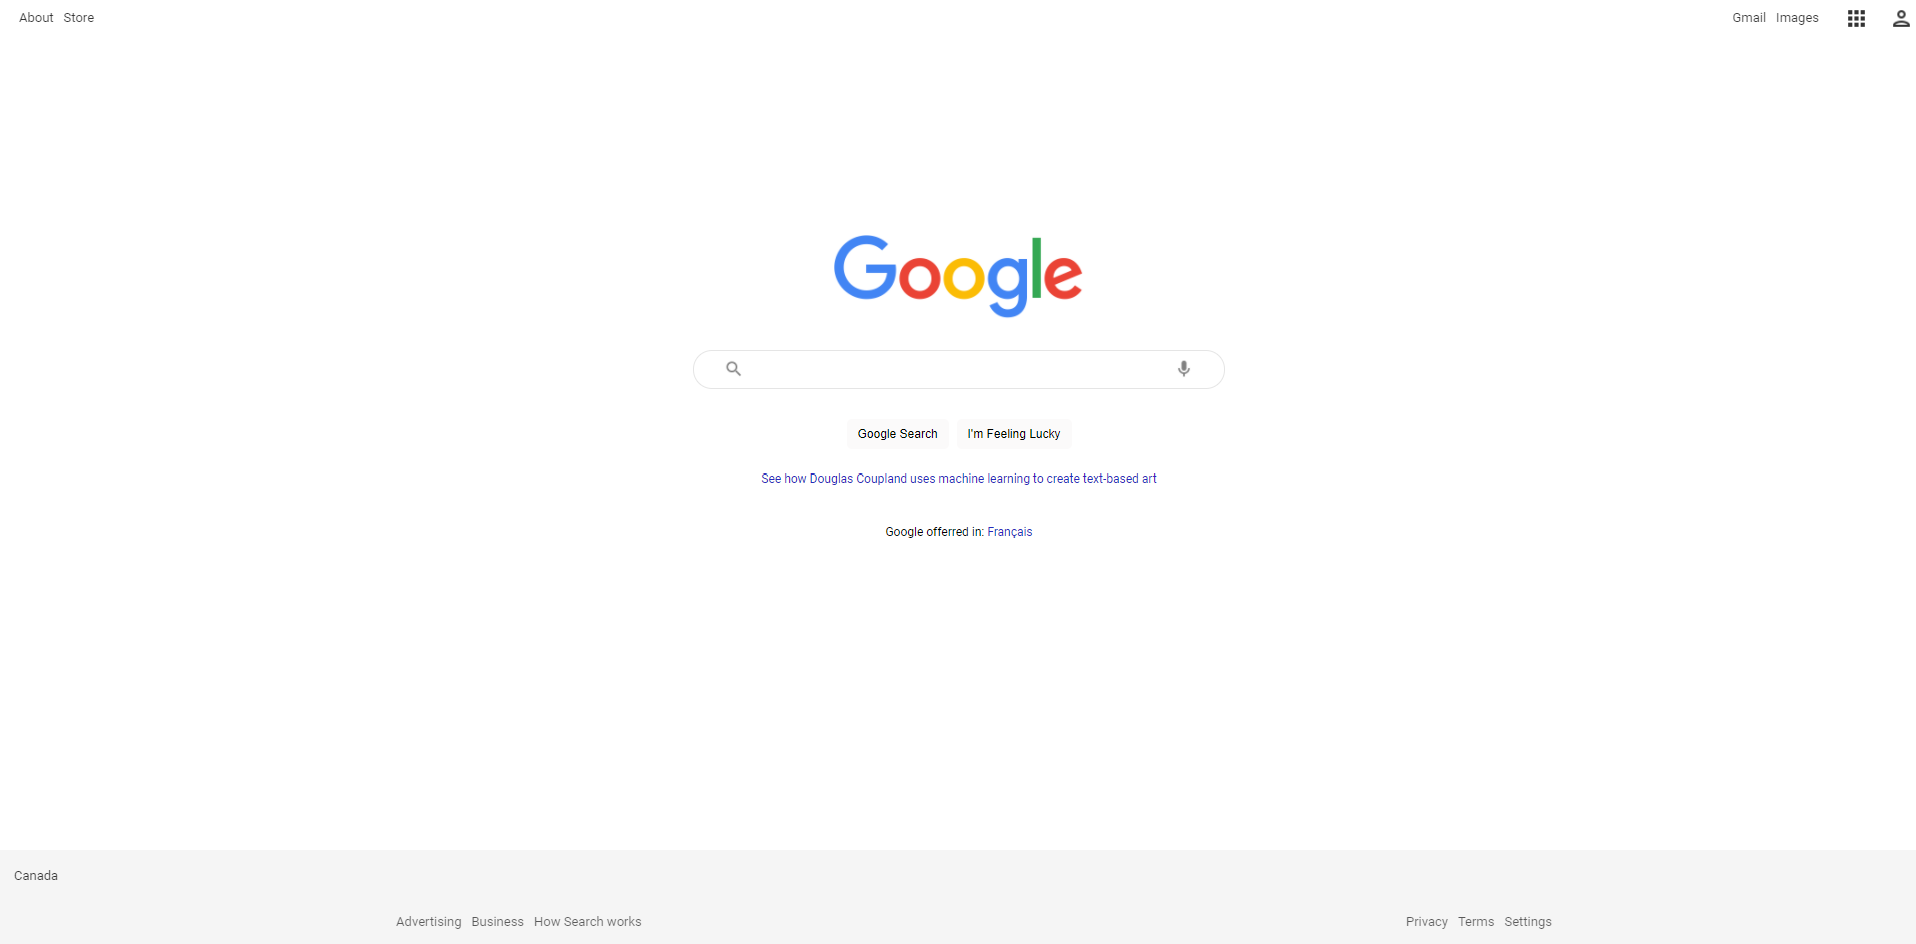 About Store
Gmail Images
Google
Google Search
I'm Feeling Lucky
See how Douglas Coupland uses machine learning to create text-based art
Google offerred in: Français
Canada
Advertising Business How Search works
Privacy Terms Settings